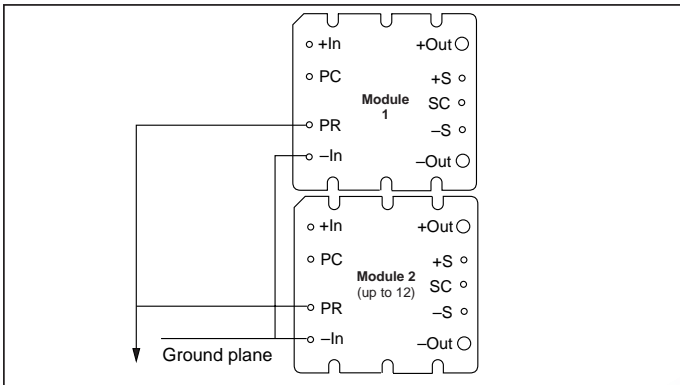 +In +Out
PC +S
Module
1
SC
PR –S
–In –Out
+In +Out
PC +S
Module 2
(up to 12)
SC
PR –S
–In –Out
Ground plane